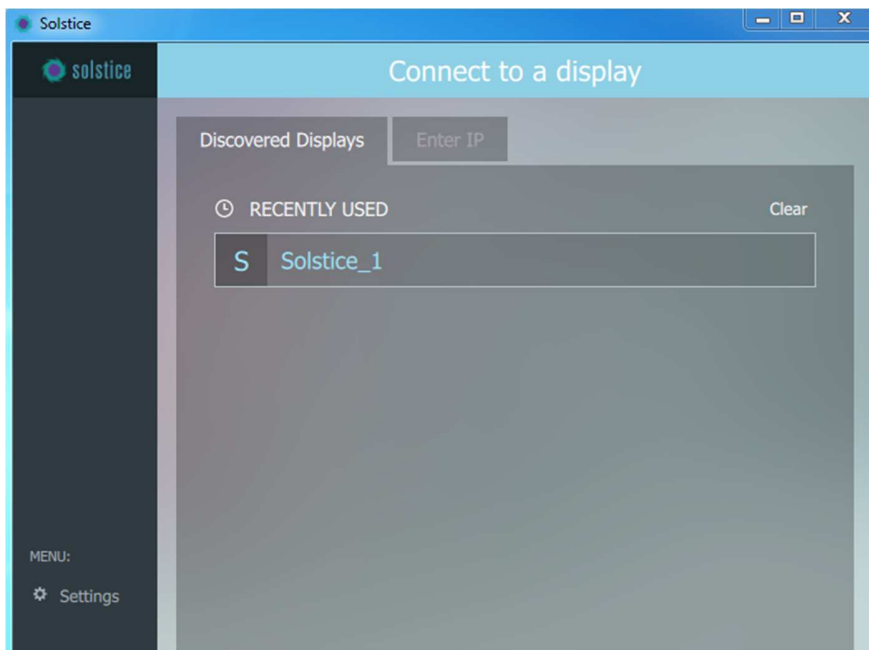 Solstice
solstice
Connect to a display
Discovered Displays
Enter IP
RECENTLY USED
Clear
S
Solstice_1
MENU:
Settings